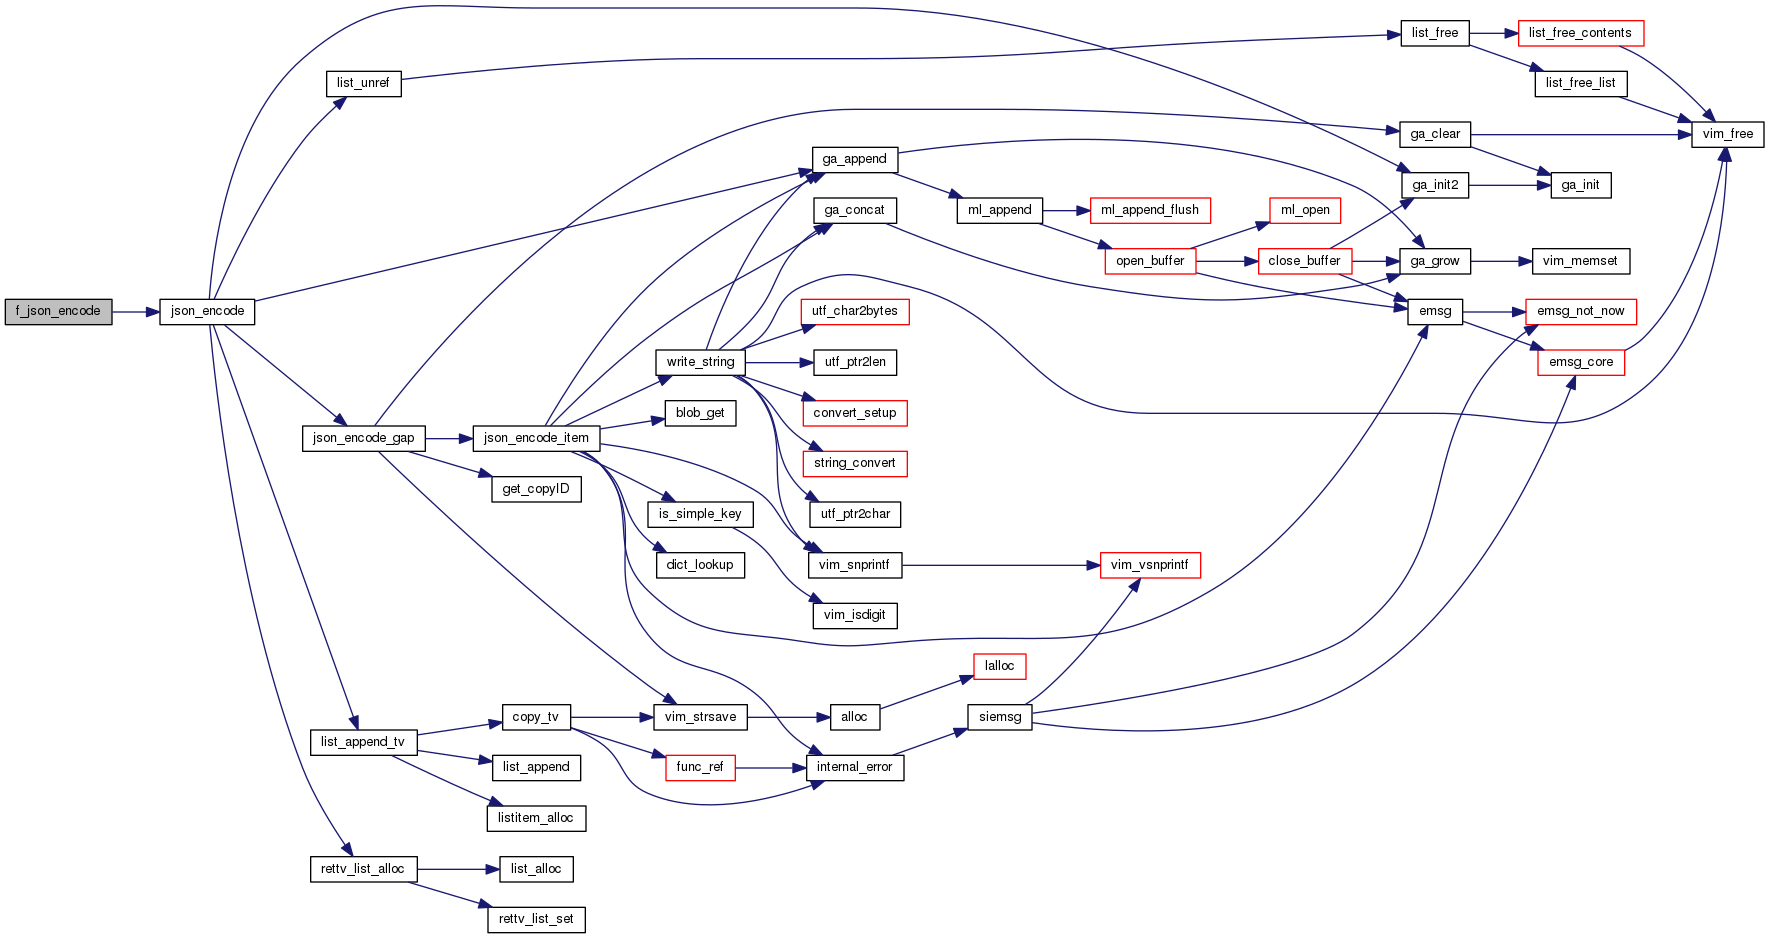 f_json_encode
json_encode
list_unref
json_encode_gap
list_append_tv
rettv_list_alloc
json_encode_item
get_copyID
copy_tv
list_append
listitem_alloc
list_alloc
rettv_list_set
write_string
blob_get
is_simple_key
dict_lookup
vim_strsave
func_ref
ga_append
ga_concat
utf_char2bytes
utf_ptr2len
convert_setup
string_convert
utf_ptr2char
vim_snprintf
vim_isdigit
alloc
internal_error
ml_append
lalloc
siemsg
ml_append_flush
open_buffer
vim_vsnprintf
ml_open
close_buffer
list_free
ga_clear
ga_init2
ga_grow
emsg
list_free_contents
list_free_list
ga_init
vim_memset
emsg_not_now
emsg_core
vim_free